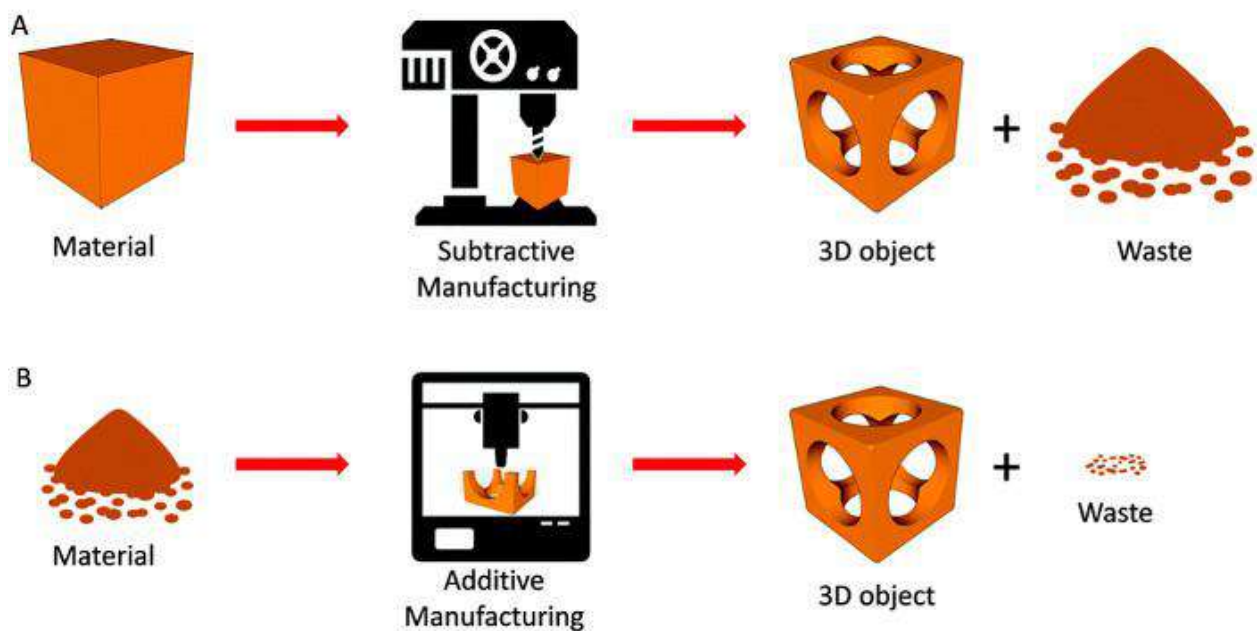 A
Material
Subtractive
Manufacturing
3D object
+
Waste
B
Material
Additive
Manufacturing
3D object
+
Waste